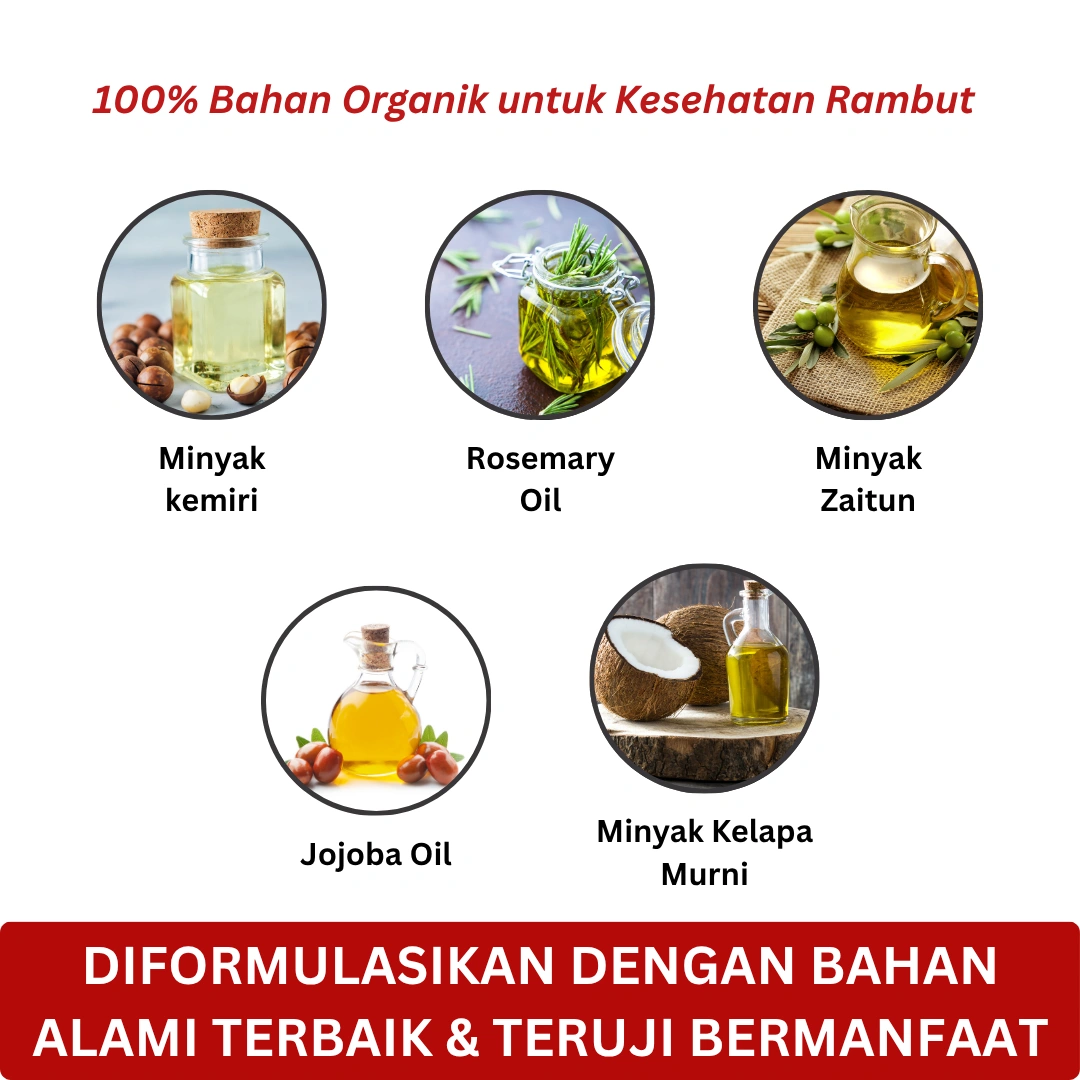 100% Bahan Organik untuk Kesehatan Rambut
Minyak
kemiri
Rosemary
Oil
Minyak
Zaitun
Jojoba Oil
Minyak Kelapa
Murni
DIFORMULASIKAN DENGAN BAHAN
ALAMI TERBAIK & TERUJI BERMANFAAT